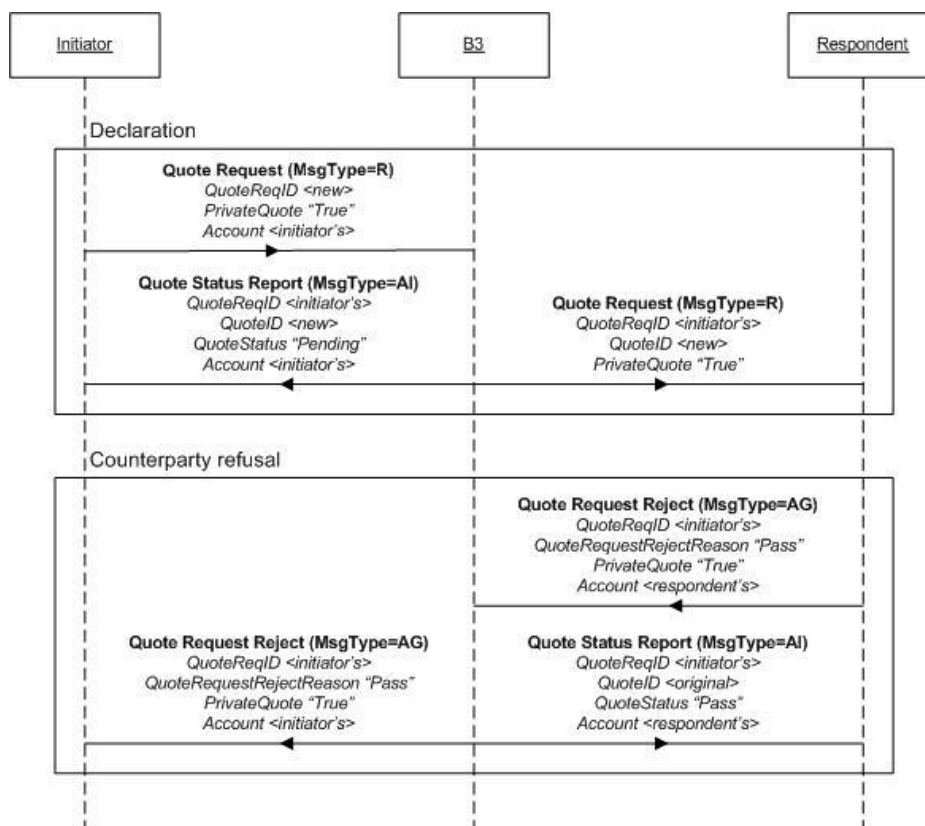 Initiator
B3
Respondent
Declaration
Quote Request (MsgType=R)
QuoteReqID <new>
PrivateQuote “True”
Account <initiator’s>
Quote Status Report (MsgType=AI)
QuoteReqID <initiator’s>
QuoteID <new>
QuoteStatus “Pending”
Account <initiator’s>
Quote Request (MsgType=R)
QuoteReqID <initiator’s>
QuoteID <new>
PrivateQuote “True”
Counterparty refusal
Quote Request Reject (MsgType=AG)
QuoteReqID <initiator’s>
QuoteRequestRejectReason “Pass”
PrivateQuote “True”
Account <respondent’s>
Quote Request Reject (MsgType=AG)
QuoteReqID <initiator’s>
QuoteRequestRejectReason “Pass”
PrivateQuote “True”
Account <initiator’s>
Quote Status Report (MsgType=AI)
QuoteReqID <initiator’s>
QuoteID <original>
QuoteStatus “Pass”
Account <respondent’s>